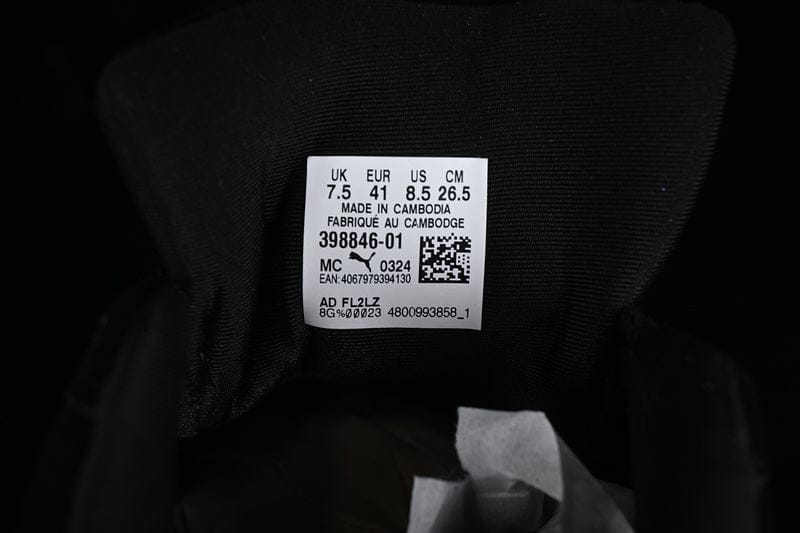 UK EUR US CM
7.5 41 8.5 26.5
MADE IN CAMBODIA
FABRIQUÉ AU CAMBODGE
398846-01
MC 0324
EAN: 4067979394130
AD FL2LZ
8G%00023 4800993858_1